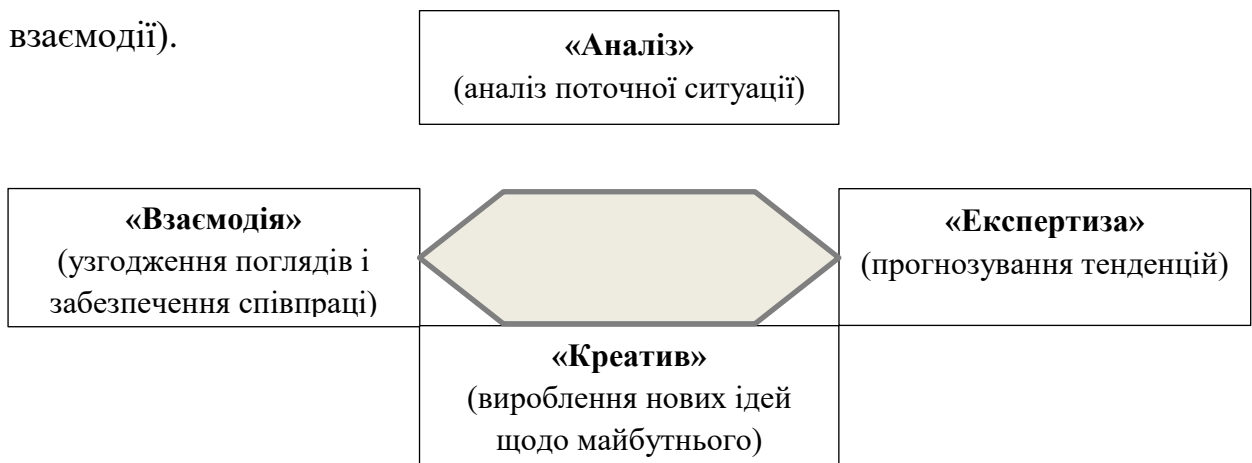 взаємодії).
«Аналіз»
(аналіз поточної ситуації)
«Взаємодія»
(узгодження поглядів і
забезпечення співпраці)
«Експертиза»
(прогнозування тенденцій)
«Креатив»
(вироблення нових ідей
щодо майбутнього)